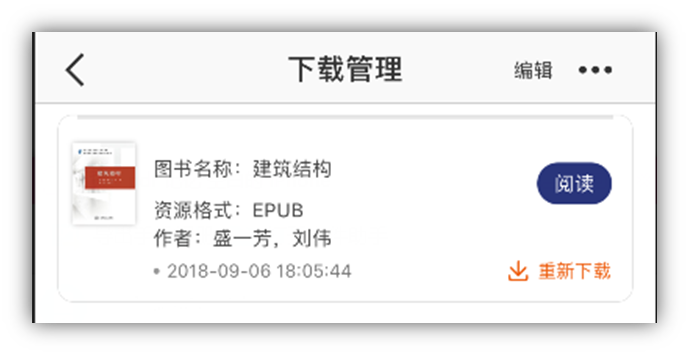 下载管理 编辑
图书名称：建筑结构
阅读
资源格式：EPUB
作者：盛一芳，刘伟
2018-09-06 18:05:44
重新下载